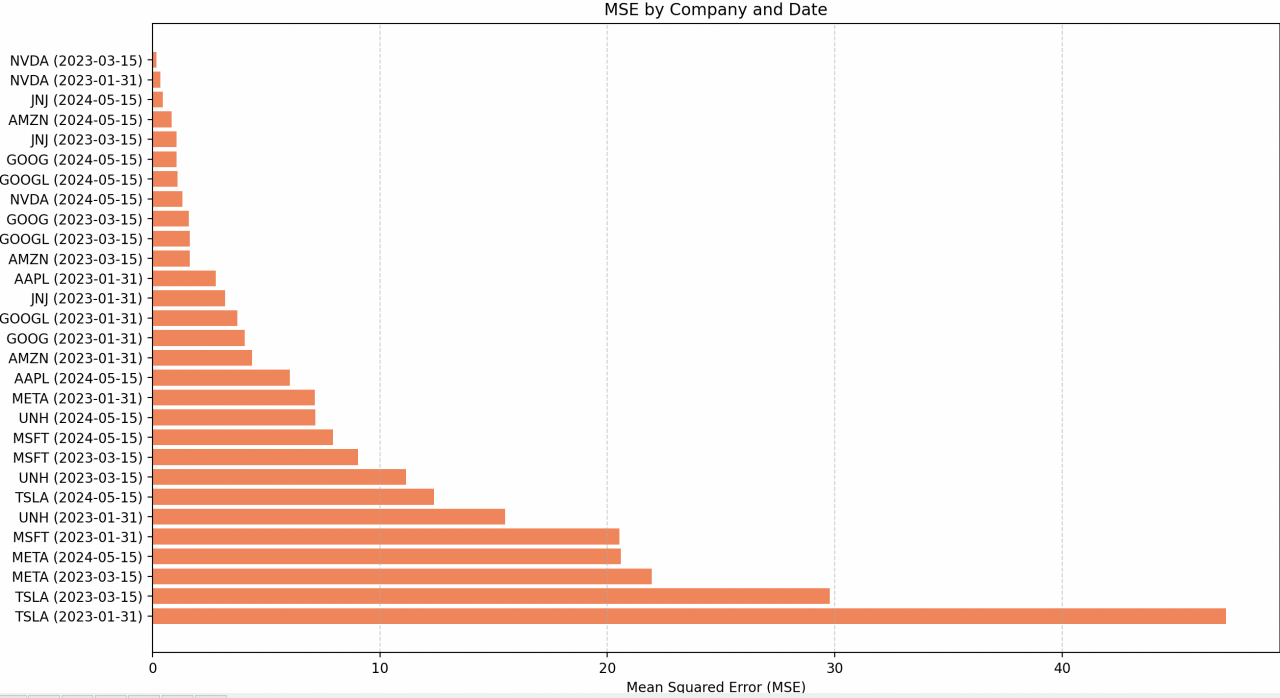 MSE by Company and Date
NVDA (2023-03-15)
NVDA (2023-01-31)
JNJ (2024-05-15)
AMZN (2024-05-15)
JNJ (2023-03-15)
GOOG (2024-05-15)
GOOGL (2024-05-15)
NVDA (2024-05-15)
GOOG (2023-03-15)
GOOGL (2023-03-15)
AMZN (2023-03-15)
AAPL (2023-01-31)
JNJ (2023-01-31)
GOOGL (2023-01-31)
GOOG (2023-01-31)
AMZN (2023-01-31)
AAPL (2024-05-15)
META (2023-01-31)
UNH (2024-05-15)
MSFT (2024-05-15)
MSFT (2023-03-15)
UNH (2023-03-15)
TSLA (2024-05-15)
UNH (2023-01-31)
MSFT (2023-01-31)
META (2024-05-15)
META (2023-03-15)
TSLA (2023-03-15)
TSLA (2023-01-31)
0 10 20 30 40
Mean Squared Error (MSE)